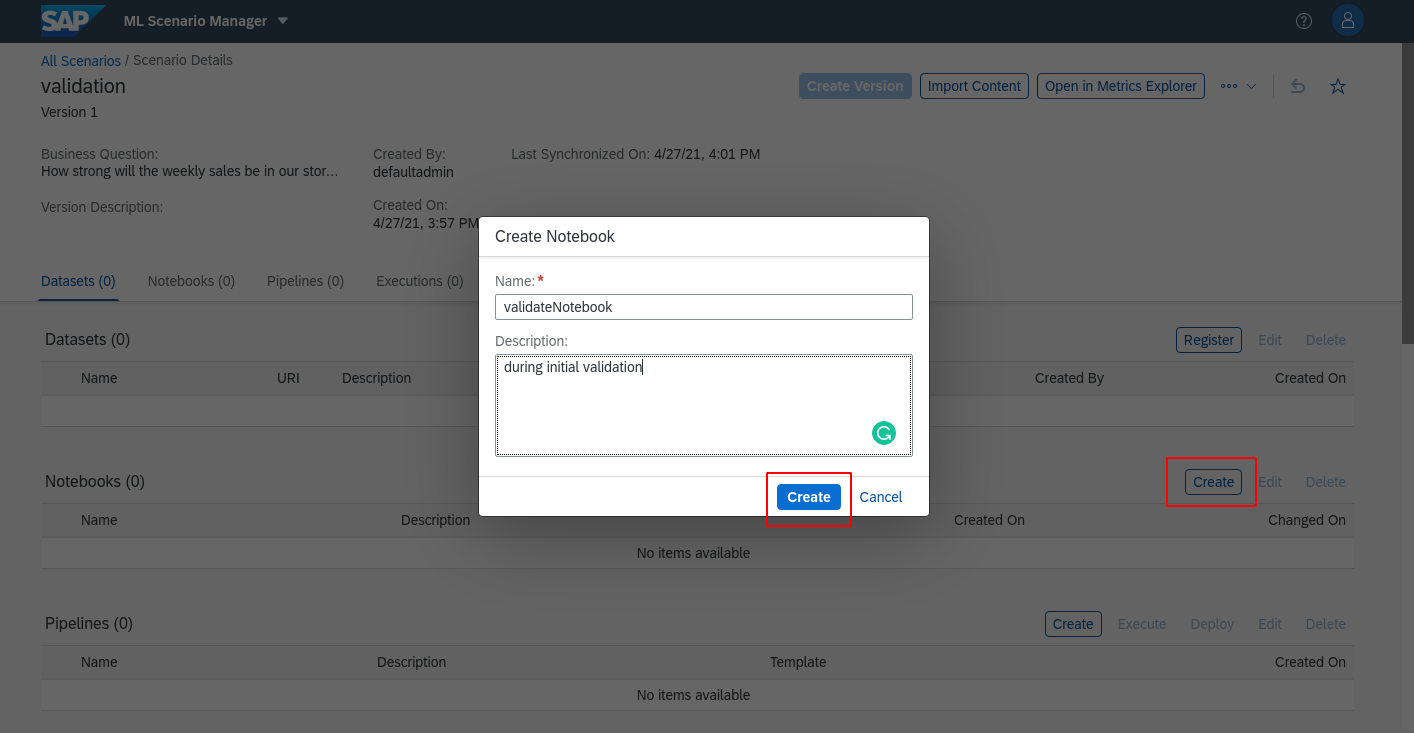 SAP ML Scenario Manager
All Scenarios / Scenario Details
validation
Create Version Import Content Open in Metrics Explorer
Version 1
Business Question: Created By: Last Synchronized On: 4/27/21, 4:01 PM
How strong will the weekly sales be in our stor... defaultadmin
Version Description: Created On:
4/27/21, 3:57 PM
Create Notebook
Datasets (0) Notebooks (0) Pipelines (0) Executions (0)
Name: *
validateNotebook
Description:
during initial validation
Create Cancel
Datasets (0) Register Edit Delete
Name URI Description Created By Created On
Notebooks (0) Create Edit Delete
Name Description Created On Changed On
No items available
Pipelines (0) Create Execute Deploy Edit Delete
Name Description Template Created On
No items available